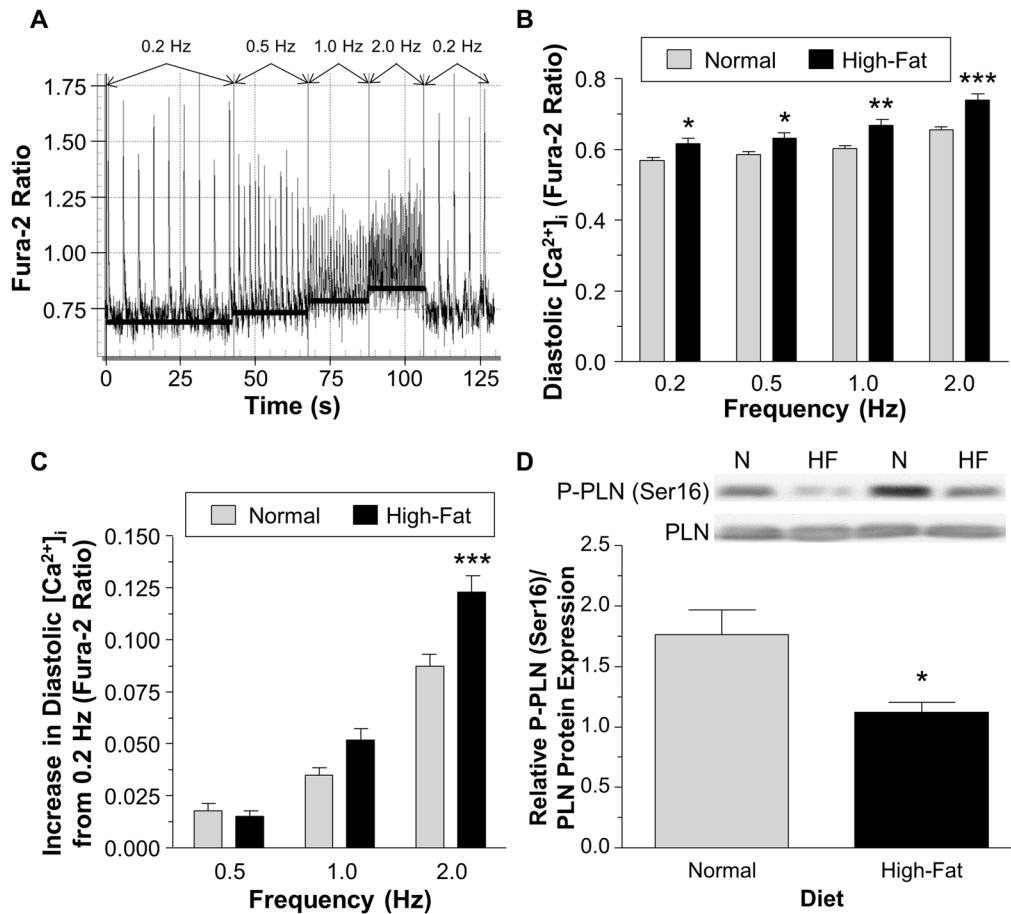 A
0.2 Hz 0.5 Hz 1.0 Hz 2.0 Hz 0.2 Hz
1.75
1.50
1.25
1.00
0.75
Fura-2 Ratio
0 25 50 75 100 125
Time (s)
B
Normal High-Fat
Diastolic [Ca²⁺]i (Fura-2 Ratio)
0.8
0.6
0.4
0.2
0.0
* * ** ***
0.2 0.5 1.0 2.0
Frequency (Hz)
C
Normal High-Fat
Increase in Diastolic [Ca²⁺]i
from 0.2 Hz (Fura-2 Ratio)
0.150
0.125
0.100
0.075
0.050
0.025
0.000
***
0.5 1.0 2.0
Frequency (Hz)
D
N HF N HF
P-PLN (Ser16)
PLN
Relative P-PLN (Ser16)/
PLN Protein Expression
2.5
2.0
1.5
1.0
0.5
0.0
*
Normal High-Fat
Diet